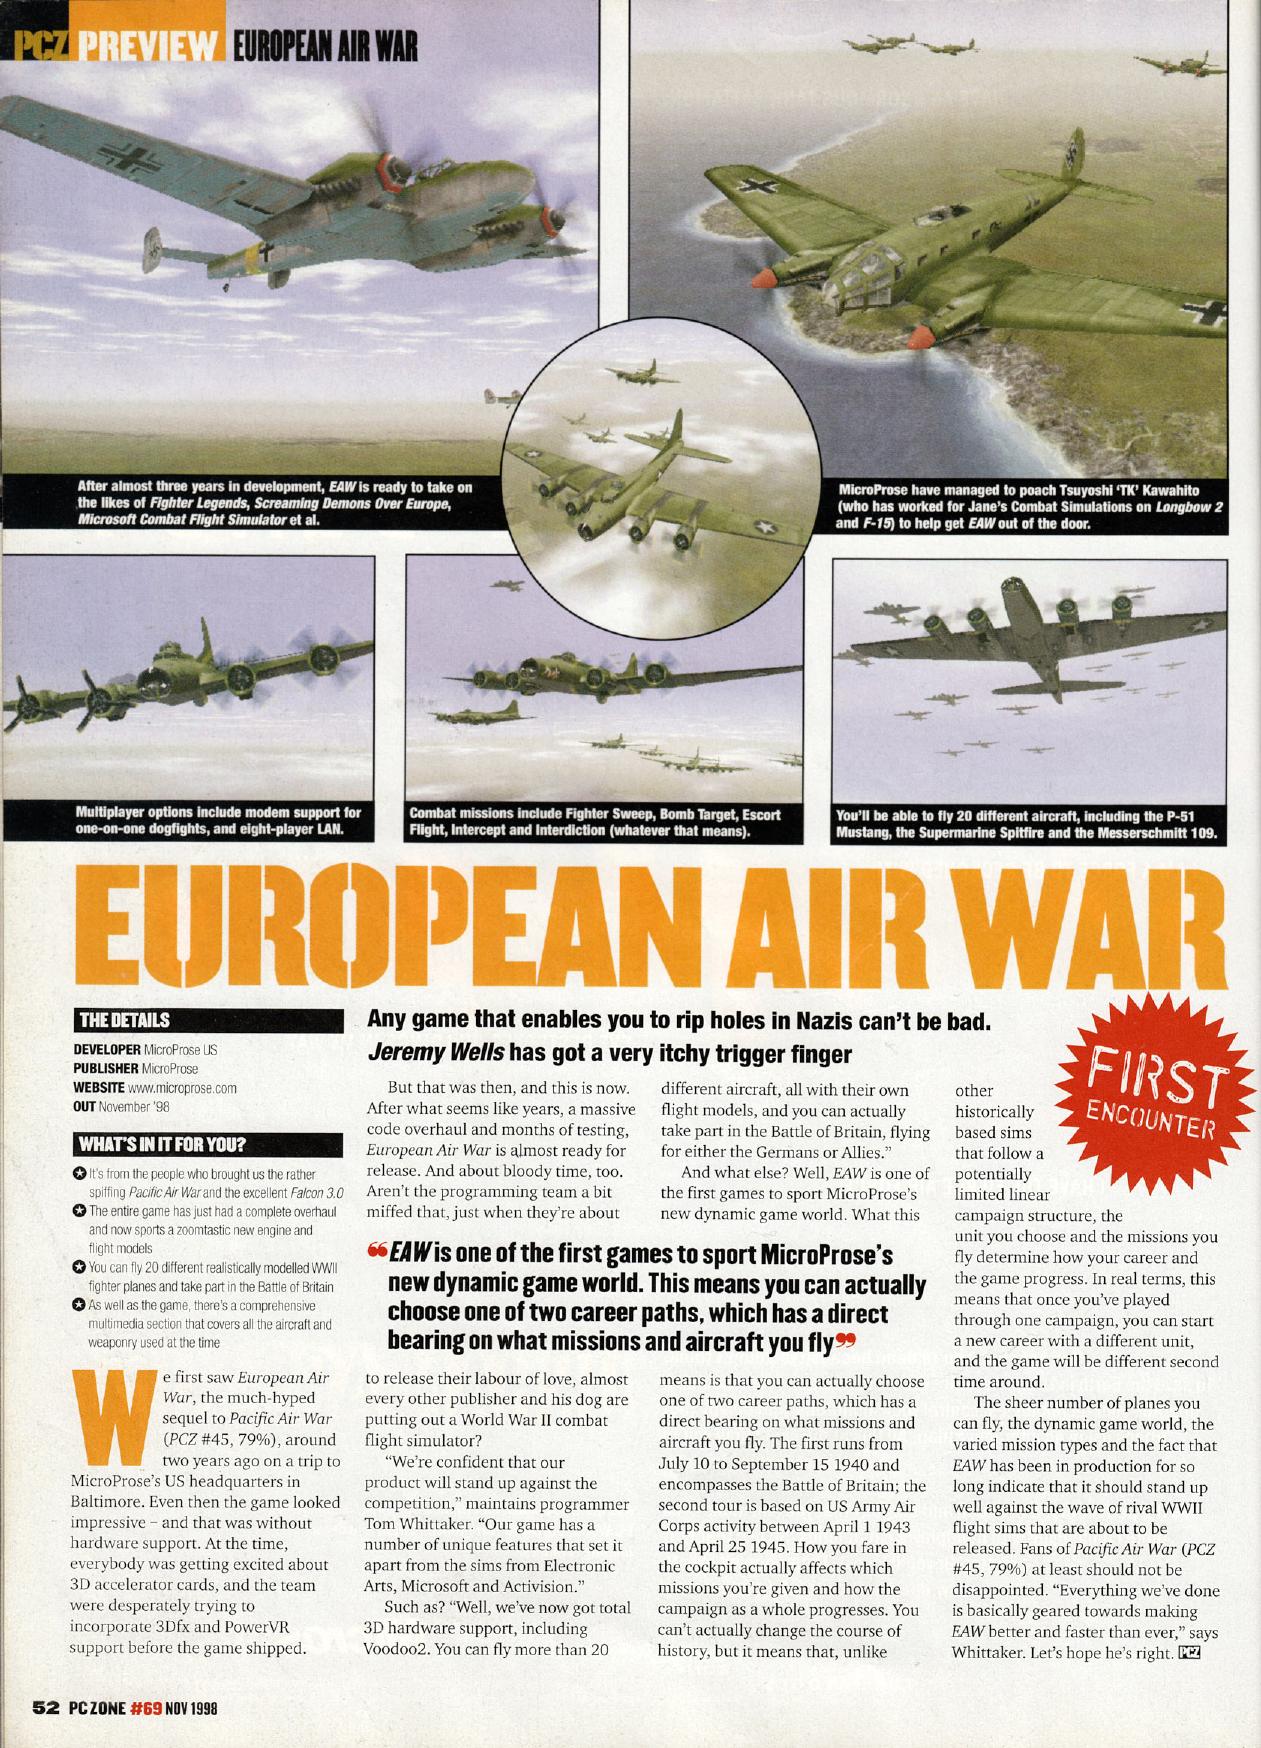 PCZ PREVIEW EUROPEAN AIR WAR
After almost three years in development, EAW is ready to take on
the likes of Fighter Legends, Screaming Demons Over Europe,
Microsoft Combat Flight Simulator et al.
MicroProse have managed to poach Tsuyoshi 'TK' Kawahito
(who has worked for Jane's Combat Simulations on Longbow 2
and F-15) to help get EAW out of the door.
Multiplayer options include modem support for
one-on-one dogfights, and eight-player LAN.
Combat missions include Fighter Sweep, Bomb Target, Escort
Flight, Intercept and Interdiction (whatever that means).
You'll be able to fly 20 different aircraft, including the P-51
Mustang, the Supermarine Spitfire and the Messerschmitt 109.
EUROPEAN AIR WAR
THE DETAILS
DEVELOPER MicroProse US
PUBLISHER MicroProse
WEBSITE www.microprose.com
OUT November '98
WHAT'S IN IT FOR YOU?
It's from the people who brought us the rather
spiffing Pacific Air War and the excellent Falcon 3.0
The entire game has just had a complete overhaul
and now sports a zoomtastic new engine and
flight models
You can fly 20 different realistically modelled WWII
fighter planes and take part in the Battle of Britain
As well as the game, there's a comprehensive
multimedia section that covers all the aircraft and
weaponry used at the time
Any game that enables you to rip holes in Nazis can't be bad.
Jeremy Wells has got a very itchy trigger finger
FIRST
ENCOUNTER
We first saw European Air
War, the much-hyped
sequel to Pacific Air War
(PCZ #45, 79%), around
two years ago on a trip to
MicroProse's US headquarters in
Baltimore. Even then the game looked
impressive – and that was without
hardware support. At the time,
everybody was getting excited about
3D accelerator cards, and the team
were desperately trying to
incorporate 3Dfx and PowerVR
support before the game shipped.
But that was then, and this is now.
After what seems like years, a massive
code overhaul and months of testing,
European Air War is almost ready for
release. And about bloody time, too.
Aren't the programming team a bit
miffed that, just when they're about
to release their labour of love, almost
every other publisher and his dog are
putting out a World War II combat
flight simulator?
"We're confident that our
product will stand up against the
competition," maintains programmer
Tom Whittaker. "Our game has a
number of unique features that set it
apart from the sims from Electronic
Arts, Microsoft and Activision."
Such as? "Well, we've now got total
3D hardware support, including
Voodoo2. You can fly more than 20
different aircraft, all with their own
flight models, and you can actually
take part in the Battle of Britain, flying
for either the Germans or Allies."
And what else? Well, EAW is one of
the first games to sport MicroProse's
new dynamic game world. What this
"EAW is one of the first games to sport MicroProse's
new dynamic game world. This means you can actually
choose one of two career paths, which has a direct
bearing on what missions and aircraft you fly"
means is that you can actually choose
one of two career paths, which has a
direct bearing on what missions and
aircraft you fly. The first runs from
July 10 to September 15 1940 and
encompasses the Battle of Britain; the
second tour is based on US Army Air
Corps activity between April 1 1943
and April 25 1945. How you fare in
the cockpit actually affects which
missions you're given and how the
campaign as a whole progresses. You
can't actually change the course of
history, but it means that, unlike
other
historically
based sims
that follow a
potentially
limited linear
campaign structure, the
unit you choose and the missions you
fly determine how your career and
the game progress. In real terms, this
means that once you've played
through one campaign, you can start
a new career with a different unit,
and the game will be different second
time around.
The sheer number of planes you
can fly, the dynamic game world, the
varied mission types and the fact that
EAW has been in production for so
long indicate that it should stand up
well against the wave of rival WWII
flight sims that are about to be
released. Fans of Pacific Air War (PCZ
#45, 79%) at least should not be
disappointed. "Everything we've done
is basically geared towards making
EAW better and faster than ever," says
Whittaker. Let's hope he's right. PCZ
52 PC ZONE #69 NOV 1998